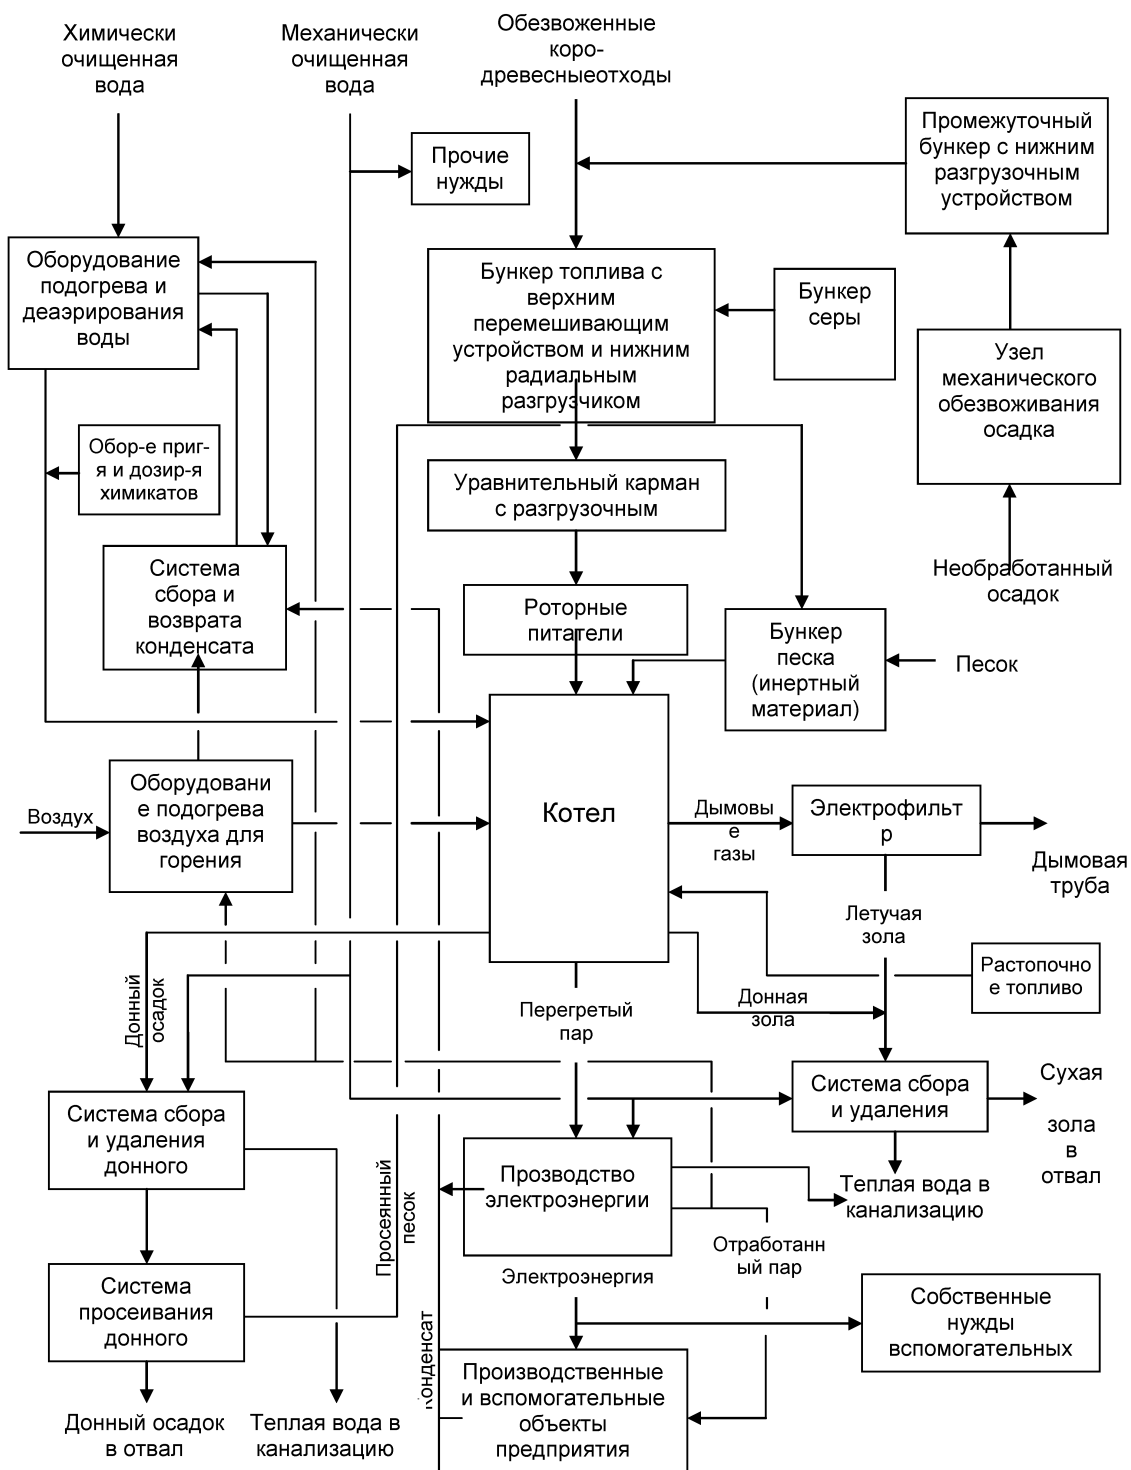 Химически
очищенная
вода
Механически
очищенная
вода
Обезвоженные
коро-
древесныеотходы
Прочие
нужды
Промежуточный
бункер с нижним
разгрузочным
устройством
Оборудование
подогрева и
деаэрирования
воды
Бункер топлива с
верхним
перемешивающим
устройством и нижним
радиальным
разгрузчиком
Бункер
серы
Узел
механического
обезвоживания
осадка
Обор-е приг-
я и дозир-я
химикатов
Уравнительный карман
с разгрузочным
Необработанный
осадок
Система
сбора и
возврата
конденсата
Роторные
питатели
Бункер
песка
(инертный
материал)
Песок
Воздух
Оборудовани
е подогрева
воздуха для
горения
Котел
Дымовы
е
газы
Электрофильт
р
Дымовая
труба
Летучая
зола
Растопочно
е топливо
Донный
осадок
Перегретый
пар
Донная
зола
Система сбора
и удаления
донного
Система сбора
и удаления
Сухая
зола
в
отвал
Прозводство
электроэнергии
Теплая вода в
канализацию
Просеянный
песок
Отработанн
ый пар
Электроэнергия
Система
просеивания
донного
Собственные
нужды
вспомогательных
Конденсат
Производственные
и вспомогательные
объекты
предприятия
Донный осадок
в отвал
Теплая вода в
канализацию